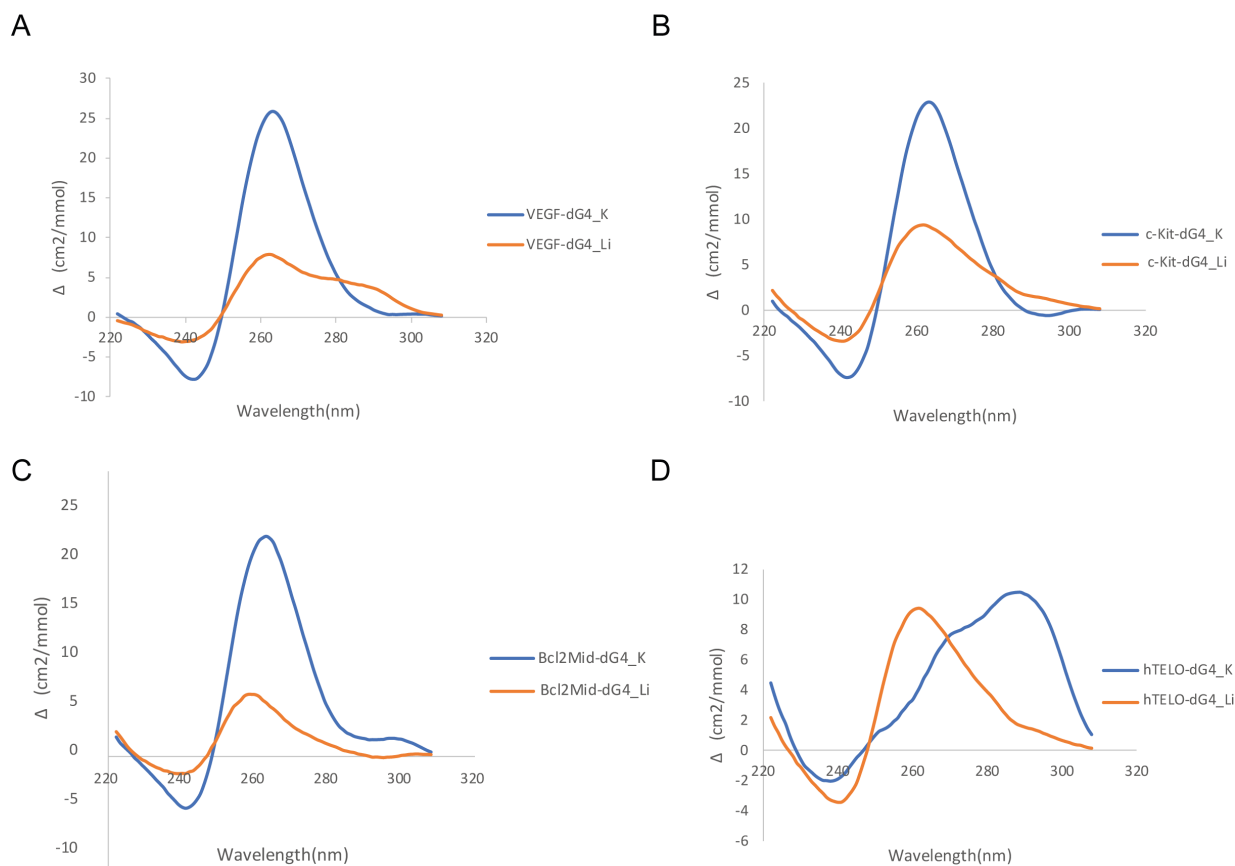 A
30
25
20
15
10
5
0
-5
-10
220
240
260
280
300
320
Δ (cm2/mmol)
Wavelength(nm)
VEGF-dG4_K
VEGF-dG4_Li
B
25
20
15
10
5
0
-5
-10
220
240
260
280
300
320
Δ (cm2/mmol)
Wavelength(nm)
c-Kit-dG4_K
c-Kit-dG4_Li
C
25
20
15
10
5
0
-5
-10
220
240
260
280
300
320
Δ (cm2/mmol)
Wavelength(nm)
Bcl2Mid-dG4_K
Bcl2Mid-dG4_Li
D
12
10
8
6
4
2
0
-2
-4
-6
220
240
260
280
300
320
Δ (cm2/mmol)
Wavelength(nm)
hTELO-dG4_K
hTELO-dG4_Li